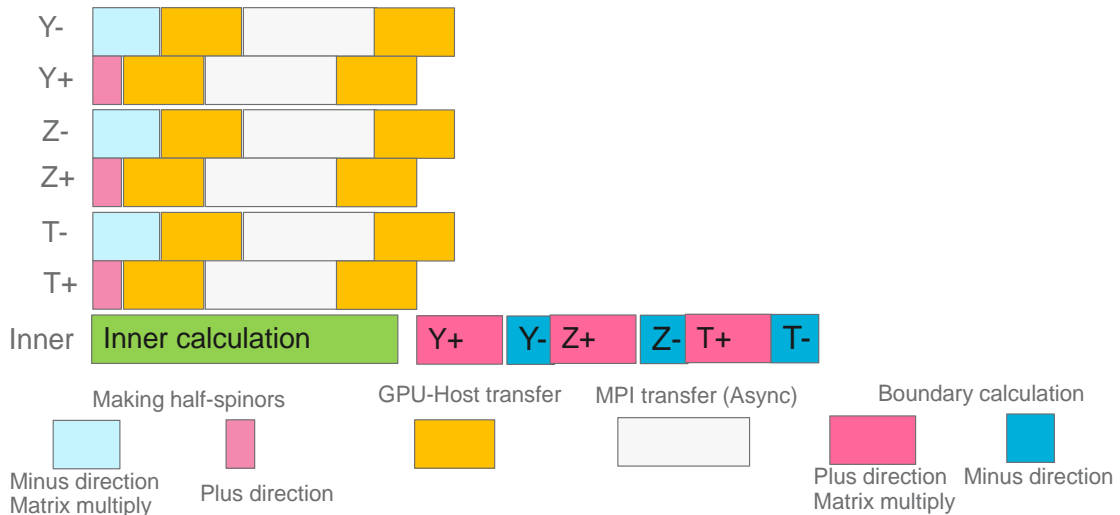 Y-
Y+
Z-
Z+
T-
T+
Inner Inner calculation Y+ Y- Z+ Z- T+ T-
Making half-spinors GPU-Host transfer MPI transfer (Async) Boundary calculation
Minus direction Plus direction Plus direction Minus direction
Matrix multiply Matrix multiply